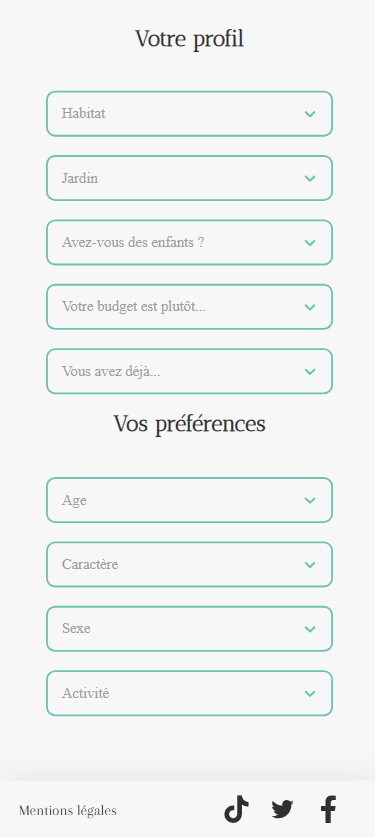 Votre profil
Habitat
Jardin
Avez-vous des enfants ?
Votre budget est plutôt...
Vous avez déjà...
Vos préférences
Age
Caractère
Sexe
Activité
Mentions légales